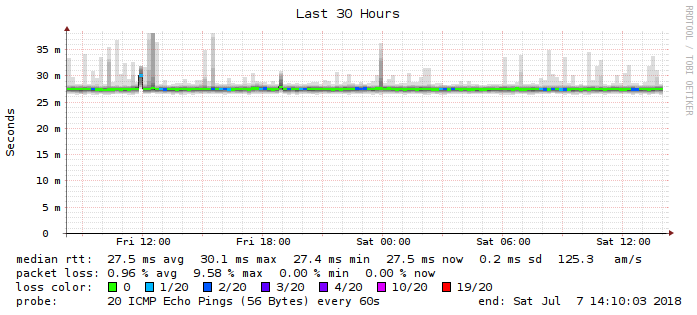 Last 30 Hours
RRDTOOL / TOBI OETIKER
Seconds
35 m
30 m
25 m
20 m
15 m
10 m
5 m
0
Fri 12:00 Fri 18:00 Sat 00:00 Sat 06:00 Sat 12:00
median rtt: 27.5 ms avg 30.1 ms max 27.4 ms min 27.5 ms now 0.2 ms sd 125.3 am/s
packet loss: 0.96 % avg 9.58 % max 0.00 % min 0.00 % now
loss color: 0 1/20 2/20 3/20 4/20 10/20 19/20
probe: 20 ICMP Echo Pings (56 Bytes) every 60s end: Sat Jul 7 14:10:03 2018